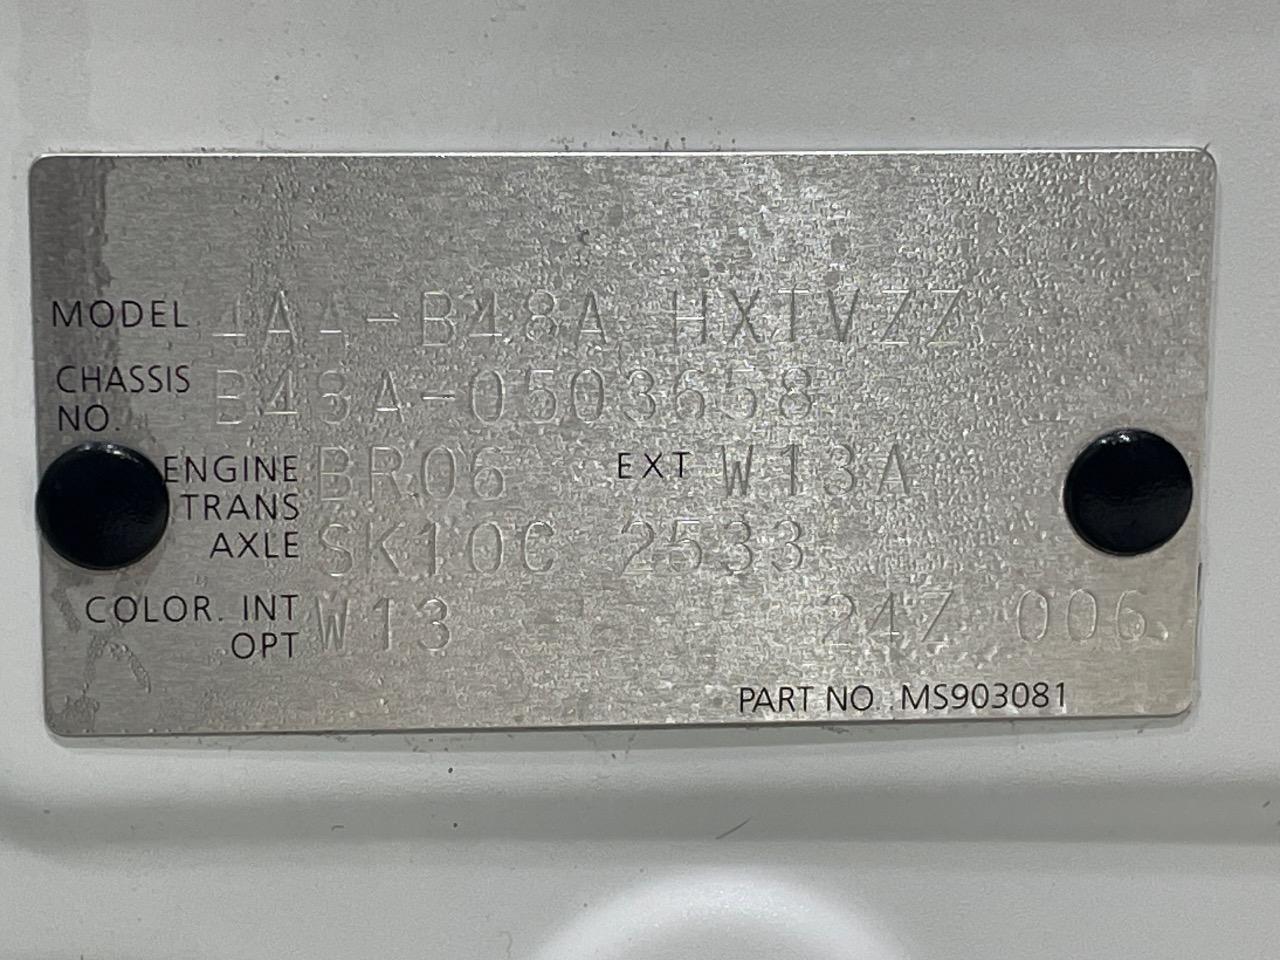 MODEL 4AA-B48A HXTVZZ
CHASSIS NO. B48A-0503658
ENGINE BR06 EXT W13A
TRANS AXLE SK10C 2533
COLOR. INT W13 24Z 006
OPT
PART NO. MS903081